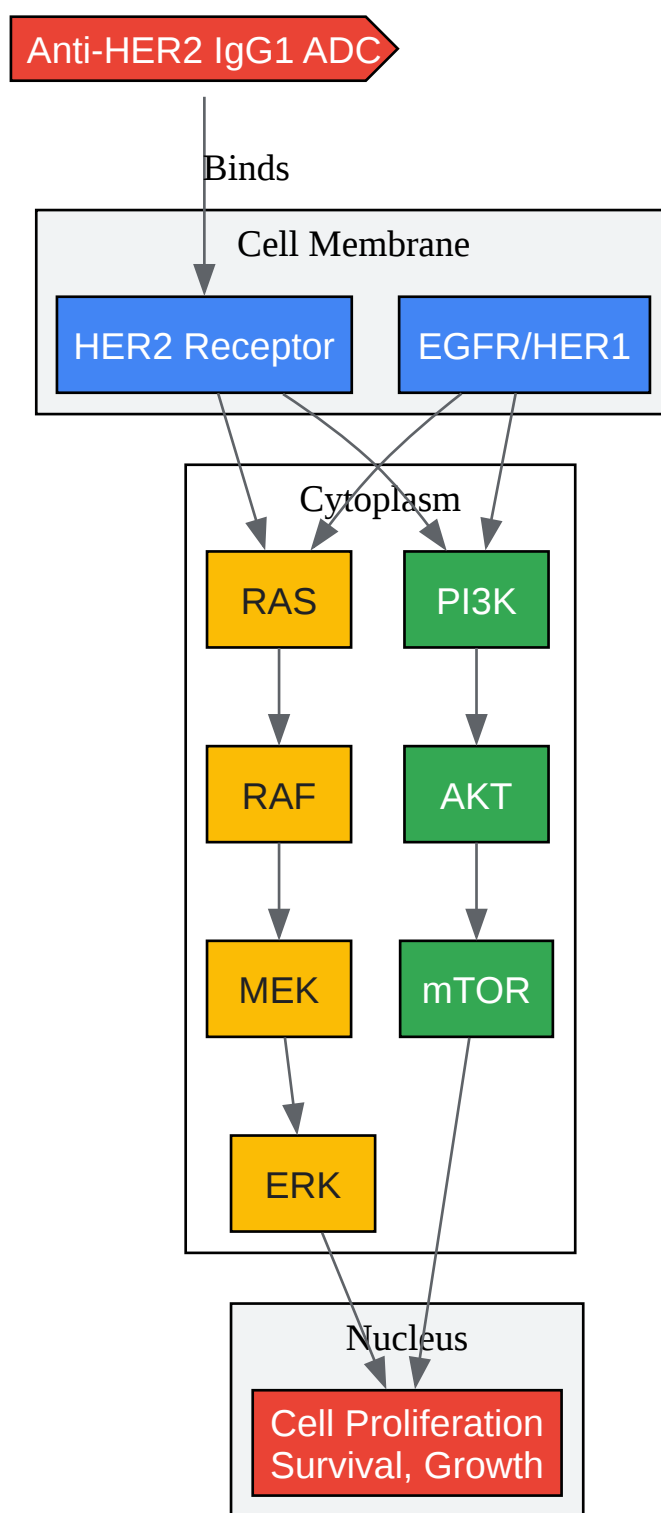 Anti-HER2 IgG1 ADC
Binds
Cell Membrane
HER2 Receptor
EGFR/HER1
Cytoplasm
RAS
PI3K
RAF
AKT
MEK
mTOR
ERK
Nucleus
Cell Proliferation
Survival, Growth